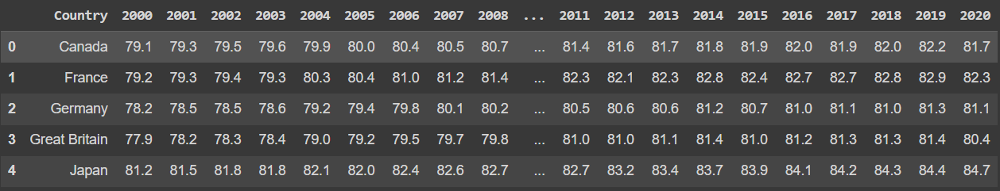 Country 2000 2001 2002 2003 2004 2005 2006 2007 2008 ... 2011 2012 2013 2014 2015 2016 2017 2018 2019 2020
0 Canada 79.1 79.3 79.5 79.6 79.9 80.0 80.4 80.5 80.7 ... 81.4 81.6 81.7 81.8 81.9 82.0 81.9 82.0 82.2 81.7
1 France 79.2 79.3 79.4 79.3 80.3 80.4 81.0 81.2 81.4 ... 82.3 82.1 82.3 82.8 82.4 82.7 82.7 82.8 82.9 82.3
2 Germany 78.2 78.5 78.5 78.6 79.2 79.4 79.8 80.1 80.2 ... 80.5 80.6 80.6 81.2 80.7 81.0 81.1 81.0 81.3 81.1
3 Great Britain 77.9 78.2 78.3 78.4 79.0 79.2 79.5 79.7 79.8 ... 81.0 81.0 81.1 81.4 81.0 81.2 81.3 81.3 81.4 80.4
4 Japan 81.2 81.5 81.8 81.8 82.1 82.0 82.4 82.6 82.7 ... 82.7 83.2 83.4 83.7 83.9 84.1 84.2 84.3 84.4 84.7